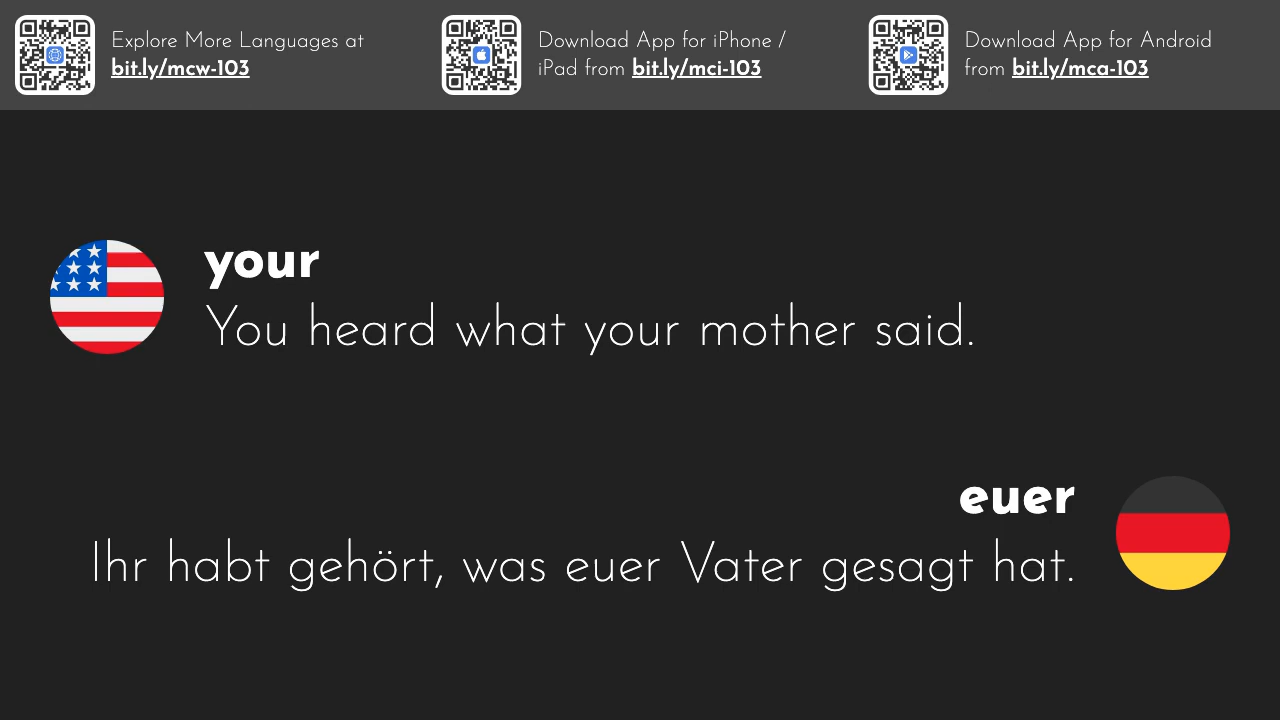 Explore More Languages at
bit.ly/mcw-103
Download App for iPhone /
iPad from bit.ly/mci-103
Download App for Android
from bit.ly/mca-103
your
You heard what your mother said.
euer
Ihr habt gehört, was euer Vater gesagt hat.